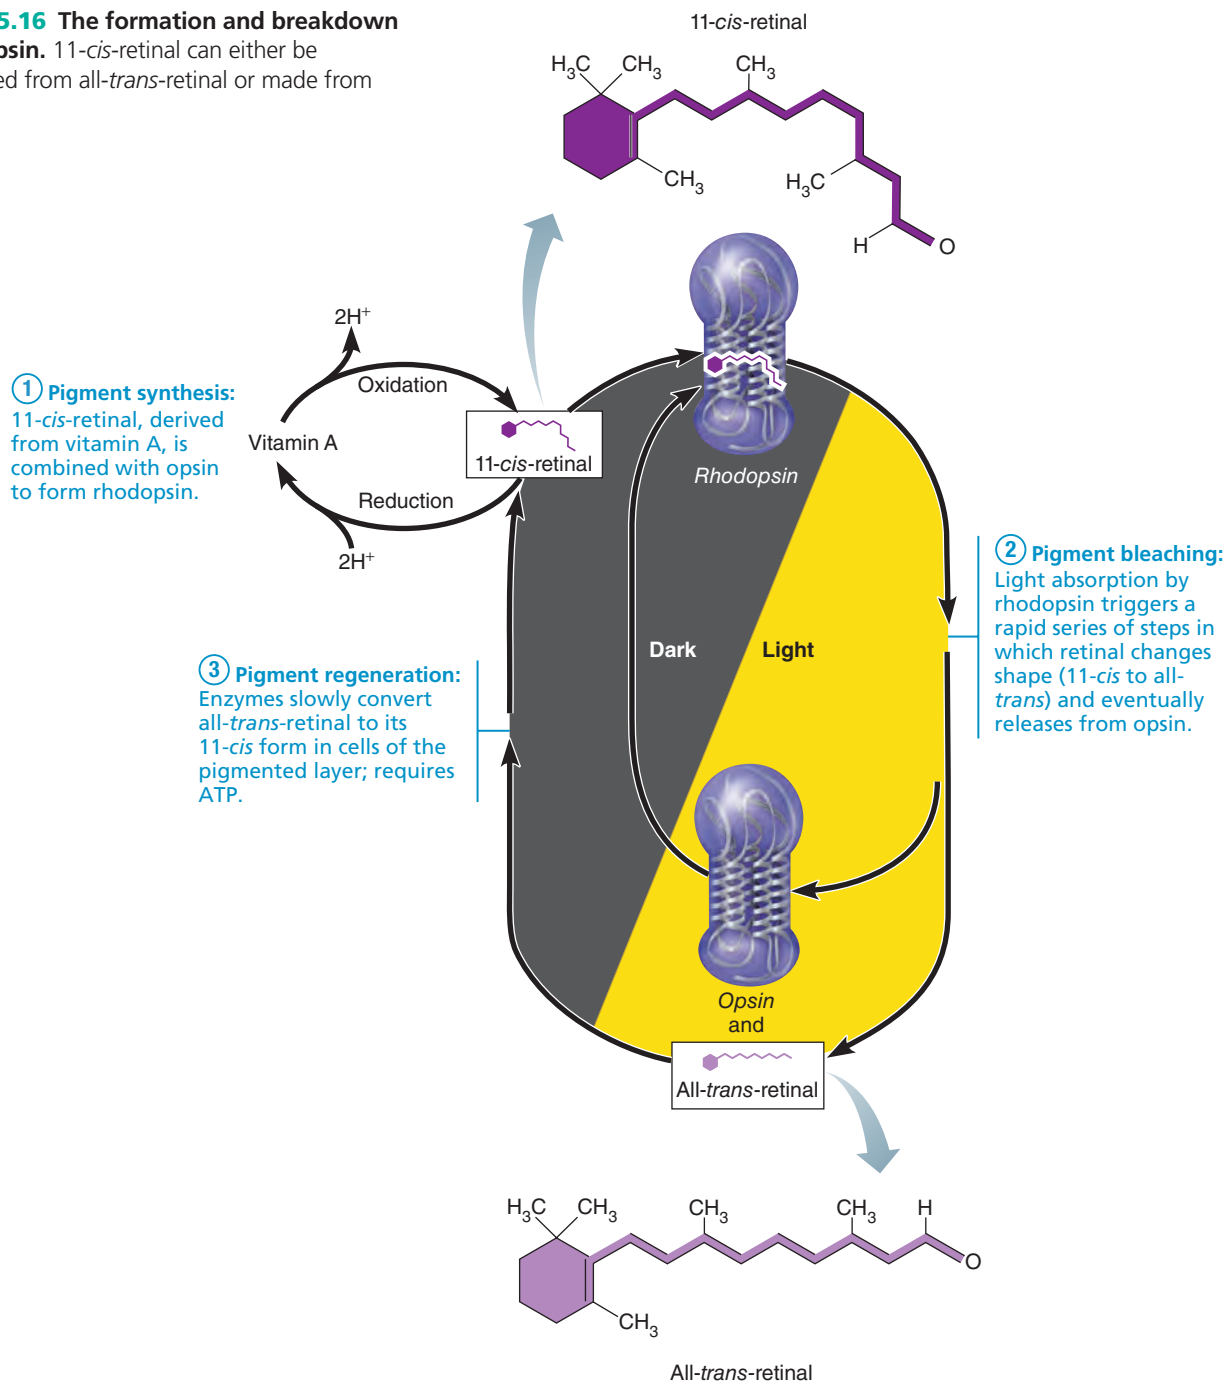 5.16 The formation and breakdown
psin. 11-cis-retinal can either be
ed from all-trans-retinal or made from
11-cis-retinal
H₃C
CH₃
CH₃
CH₃
H₃C
H
O
2H⁺
Oxidation
1 Pigment synthesis:
11-cis-retinal, derived
from vitamin A, is
combined with opsin
to form rhodopsin.
Vitamin A
11-cis-retinal
Reduction
2H⁺
Rhodopsin
2 Pigment bleaching:
Light absorption by
rhodopsin triggers a
rapid series of steps in
which retinal changes
shape (11-cis to all-
trans) and eventually
releases from opsin.
Dark
Light
3 Pigment regeneration:
Enzymes slowly convert
all-trans-retinal to its
11-cis form in cells of the
pigmented layer; requires
ATP.
Opsin
and
All-trans-retinal
H₃C
CH₃
CH₃
CH₃
H
O
CH₃
All-trans-retinal